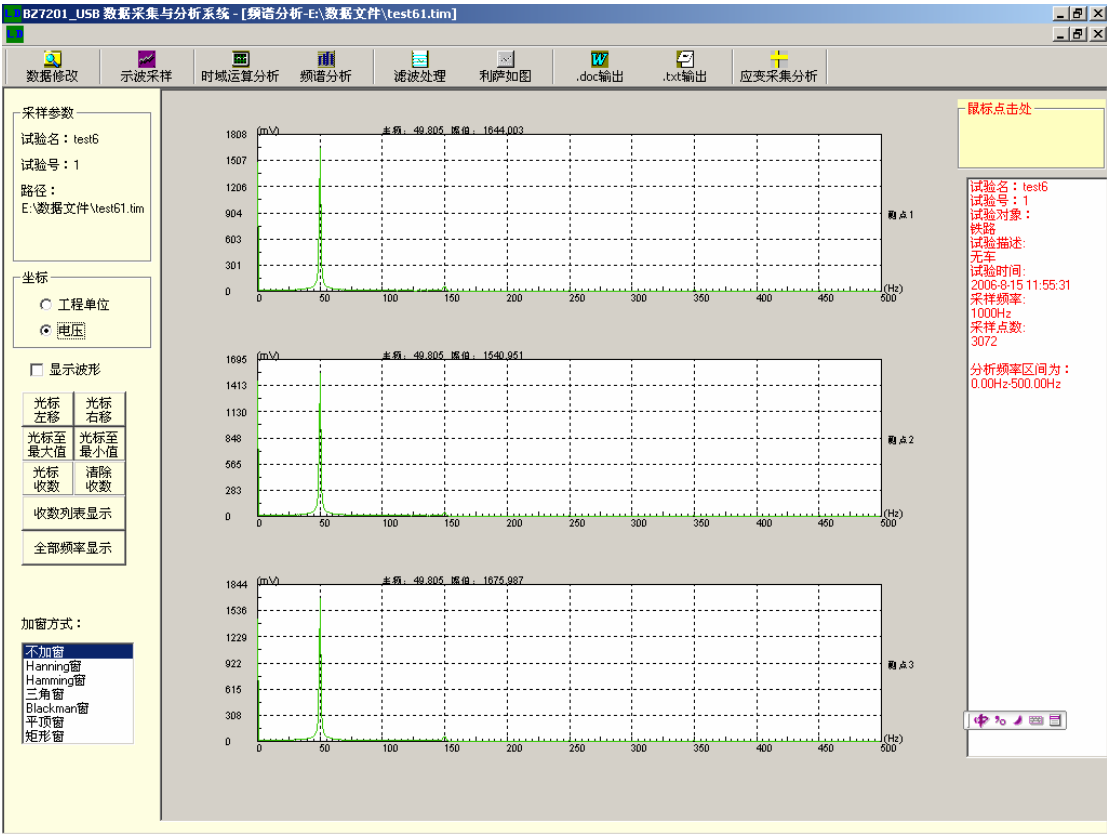 BZ7201_USB 数据采集与分析系统 - [频谱分析-E:\数据文件\test61.tim]
数据修改 示波采样 时域运算分析 频谱分析 滤波处理 利萨如图 .doc输出 .txt输出 应变采集分析
采样参数
试验名：test6
试验号：1
路径：
E:\数据文件\test61.tim
坐标
工程单位
电压
显示波形
光标左移 光标右移
光标至最大值 光标至最小值
光标收数 清除收数
收数列表显示
全部频率显示
加窗方式：
不加窗
Hanning窗
Hamming窗
三角窗
Blackman窗
平顶窗
矩形窗
(mV) 主频：49.805 幅值：1644.003
1808
1507
1206
904
603
301
0
测点1
0 50 100 150 200 250 300 350 400 450 500
(Hz)
(mV) 主频：49.805 幅值：1540.951
1695
1413
1130
848
565
283
0
测点2
0 50 100 150 200 250 300 350 400 450 500
(Hz)
(mV) 主频：49.805 幅值：1675.987
1844
1536
1229
922
615
308
0
测点3
0 50 100 150 200 250 300 350 400 450 500
(Hz)
鼠标点击处
试验名：test6
试验号：1
试验对象：
铁路
试验描述:
无车
试验时间:
2006-8-15 11:55:31
采样频率:
1000Hz
采样点数:
3072
分析频率区间为：
0.00Hz-500.00Hz
中